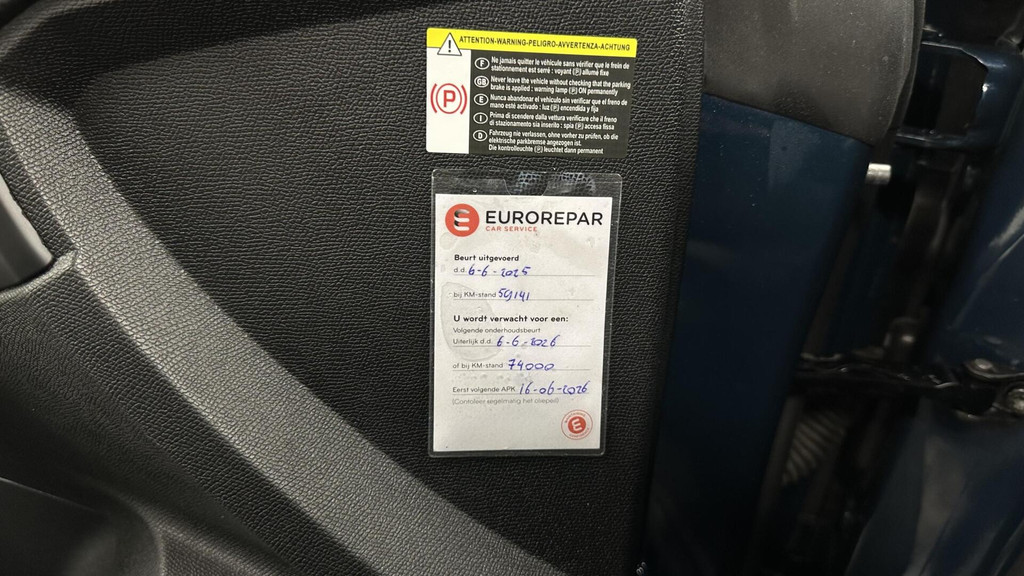 ATTENTION-WARNING-PELIGRO-AVVERTENZA-ACHTUNG
F Ne jamais quitter le véhicule sans vérifier que le frein de
stationnement est serré : voyant (P) allumé fixe
GB Never leave the vehicle without checking that the parking
brake is applied : warning lamp (P) ON permanently
E Nunca abandonar el vehículo sin verificar que el freno de
mano esté activado : luz (P) encendida y fija
I Prima di scendere dalla vettura verificare che il freno
di stazionamento sia inserito : spia (P) accesa fissa
D Fahrzeug nie verlassen, ohne vorher zu prüfen, ob die
elektrische parkbremse angezogen ist.
Die kontrolleuchte (P) leuchtet dann permanent
(P)
EUROREPAR
CAR SERVICE
Beurt uitgevoerd
d.d. 6-6-2025
bij KM-stand 59141
U wordt verwacht voor een:
Volgende onderhoudsbeurt
Uiterlijk d.d. 6-6-2026
of bij KM-stand 74000
Eerst volgende APK 16-06-2026
(Controleer regelmatig het oliepeil)